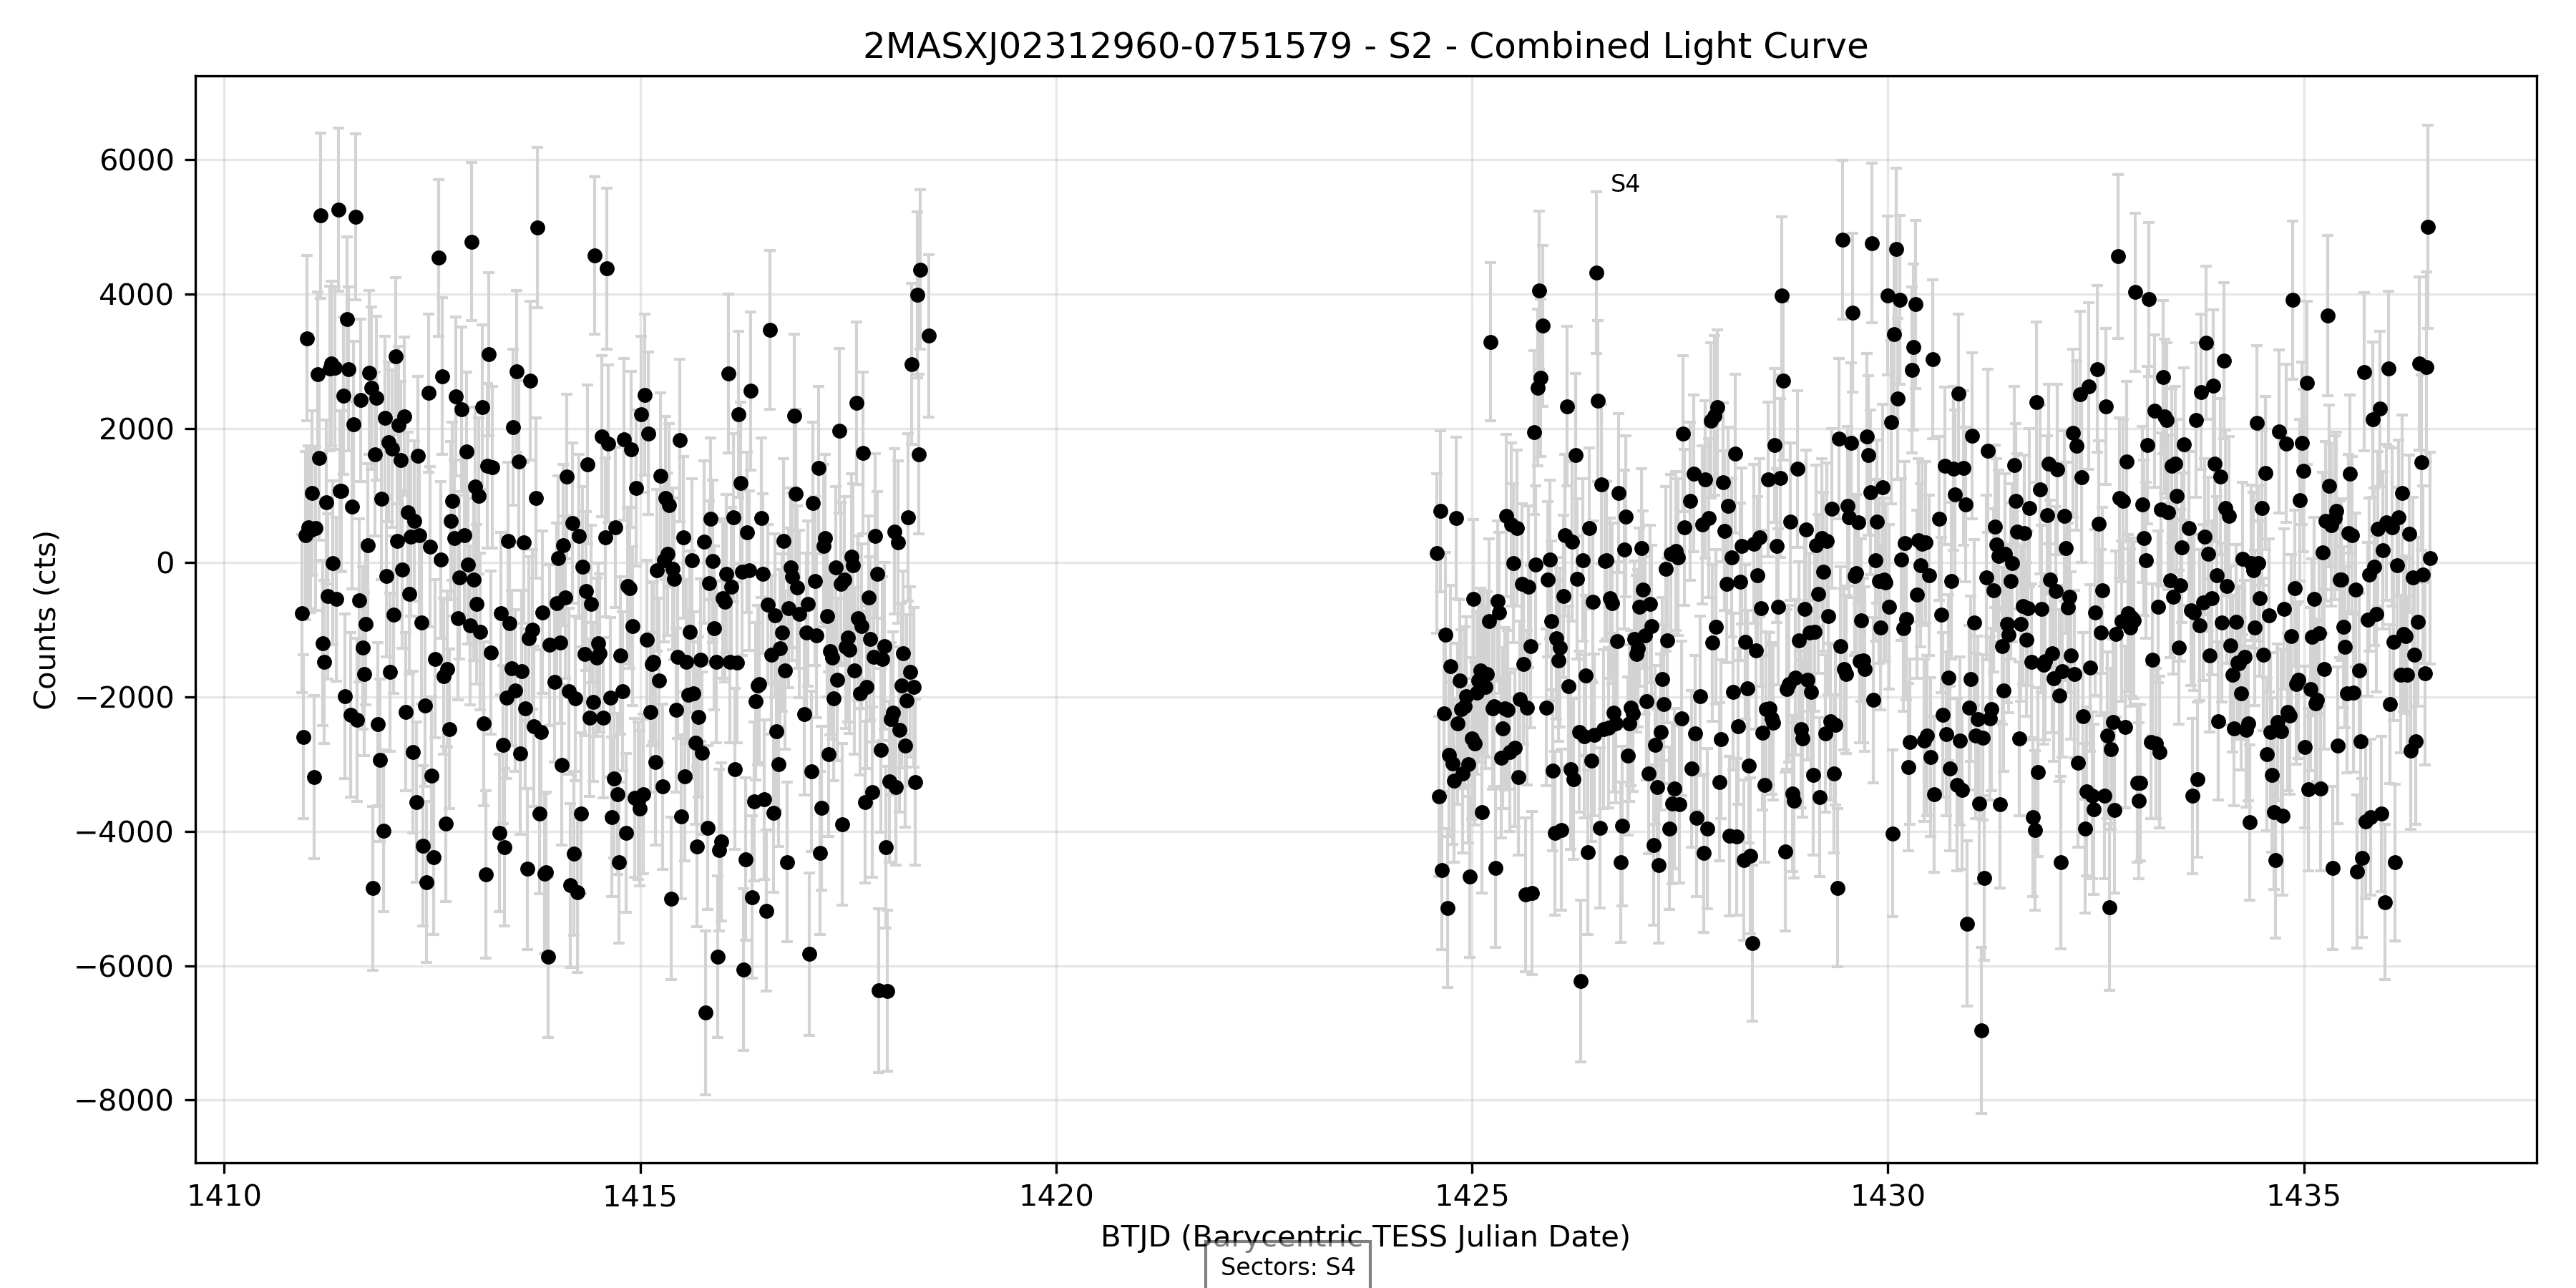 2MASXJ02312960-0751579 - S2 - Combined Light Curve
6000
4000
2000
0
−2000
−4000
−6000
−8000
Counts (cts)
S4
1410 1415 1420 1425 1430 1435
BTJD (Barycentric TESS Julian Date)
Sectors: S4